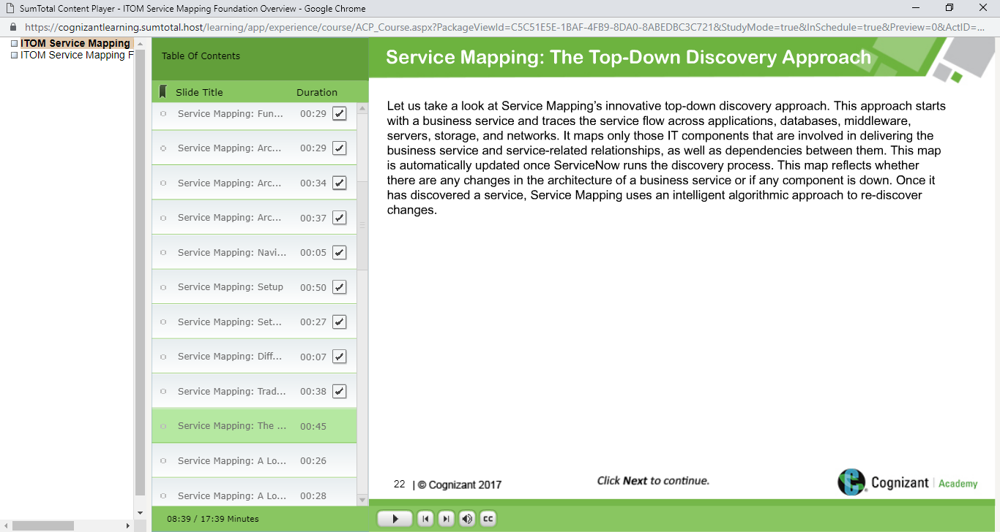 SumTotal Content Player - ITOM Service Mapping Foundation Overview - Google Chrome
https://cognizantlearning.sumtotal.host/learning/app/experience/course/ACP_Course.aspx?PackageViewId=C5C51E5E-1BAF-4FB9-8DA0-8ABEDBC3C721&StudyMode=true&InSchedule=true&Preview=0&ActID=...
ITOM Service Mapping
ITOM Service Mapping F
Table Of Contents
Slide Title Duration
Service Mapping: Fun... 00:29
Service Mapping: Arc... 00:29
Service Mapping: Arc... 00:34
Service Mapping: Arc... 00:37
Service Mapping: Navi... 00:05
Service Mapping: Setup 00:50
Service Mapping: Set... 00:27
Service Mapping: Diff... 00:07
Service Mapping: Trad... 00:38
Service Mapping: The ... 00:45
Service Mapping: A Lo... 00:26
Service Mapping: A Lo... 00:28
08:39 / 17:39 Minutes
Service Mapping: The Top-Down Discovery Approach
Let us take a look at Service Mapping’s innovative top-down discovery approach. This approach starts
with a business service and traces the service flow across applications, databases, middleware,
servers, storage, and networks. It maps only those IT components that are involved in delivering the
business service and service-related relationships, as well as dependencies between them. This map
is automatically updated once ServiceNow runs the discovery process. This map reflects whether
there are any changes in the architecture of a business service or if any component is down. Once it
has discovered a service, Service Mapping uses an intelligent algorithmic approach to re-discover
changes.
22 | © Cognizant 2017
Click Next to continue.
Cognizant | Academy
CC